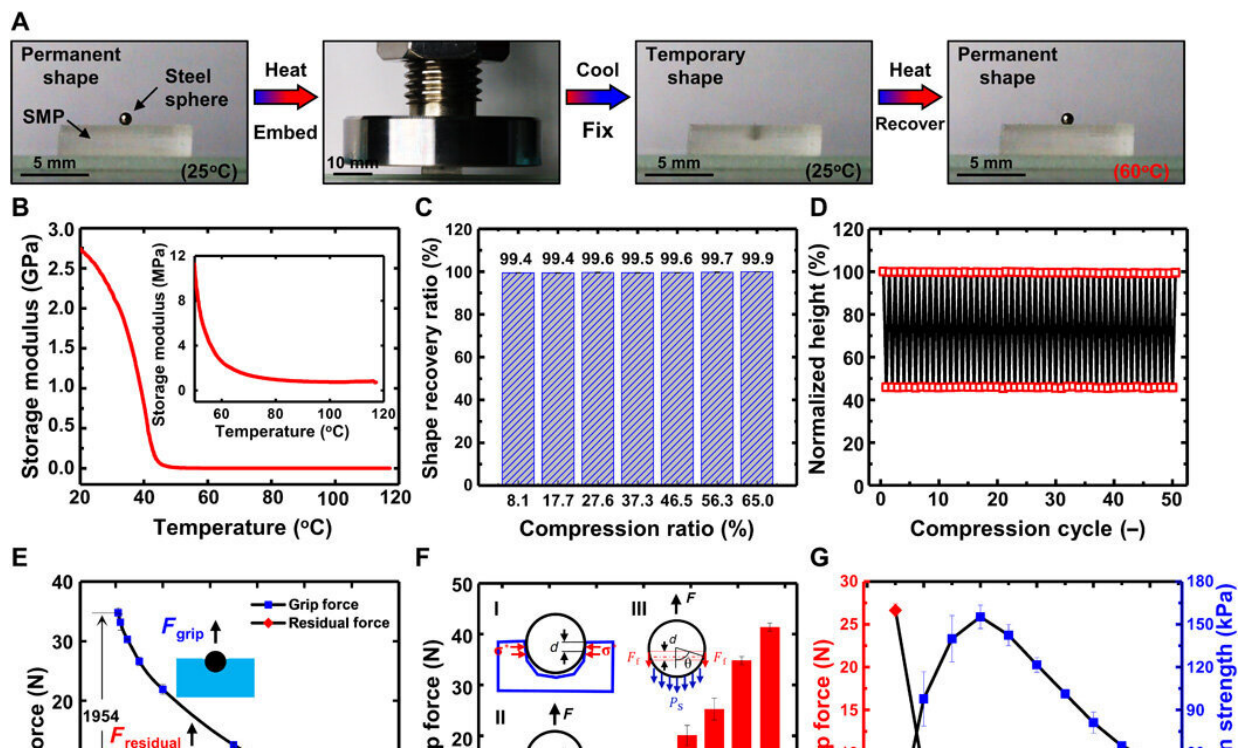 A
Permanent
shape
Steel
sphere
SMP
5 mm
(25°C)
Heat
Embed
10 mm
Cool
Fix
Temporary
shape
5 mm
(25°C)
Heat
Recover
Permanent
shape
5 mm
(60°C)
B
Storage modulus (GPa)
3.0
2.5
2.0
1.5
1.0
0.5
0.0
20 40 60 80 100 120
Temperature (°C)
Storage modulus (MPa)
12
8
4
0
60 80 100 120
Temperature (°C)
C
Shape recovery ratio (%)
120
100
80
60
40
20
0
99.4 99.4 99.6 99.5 99.6 99.7 99.9
8.1 17.7 27.6 37.3 46.5 56.3 65.0
Compression ratio (%)
D
Normalized height (%)
120
100
80
60
40
20
0
0 10 20 30 40 50
Compression cycle (–)
E
40
30
20
Grip force
Residual force
Fgrip
1954
Fresidual
orce (N)
F
50
40
30
20
I
σ
d
σ
II
F
III
F
d
Ff
θ
Ff
Ps
p force (N)
G
30
25
20
15
ip force (N)
180
150
120
90
n strength (kPa)